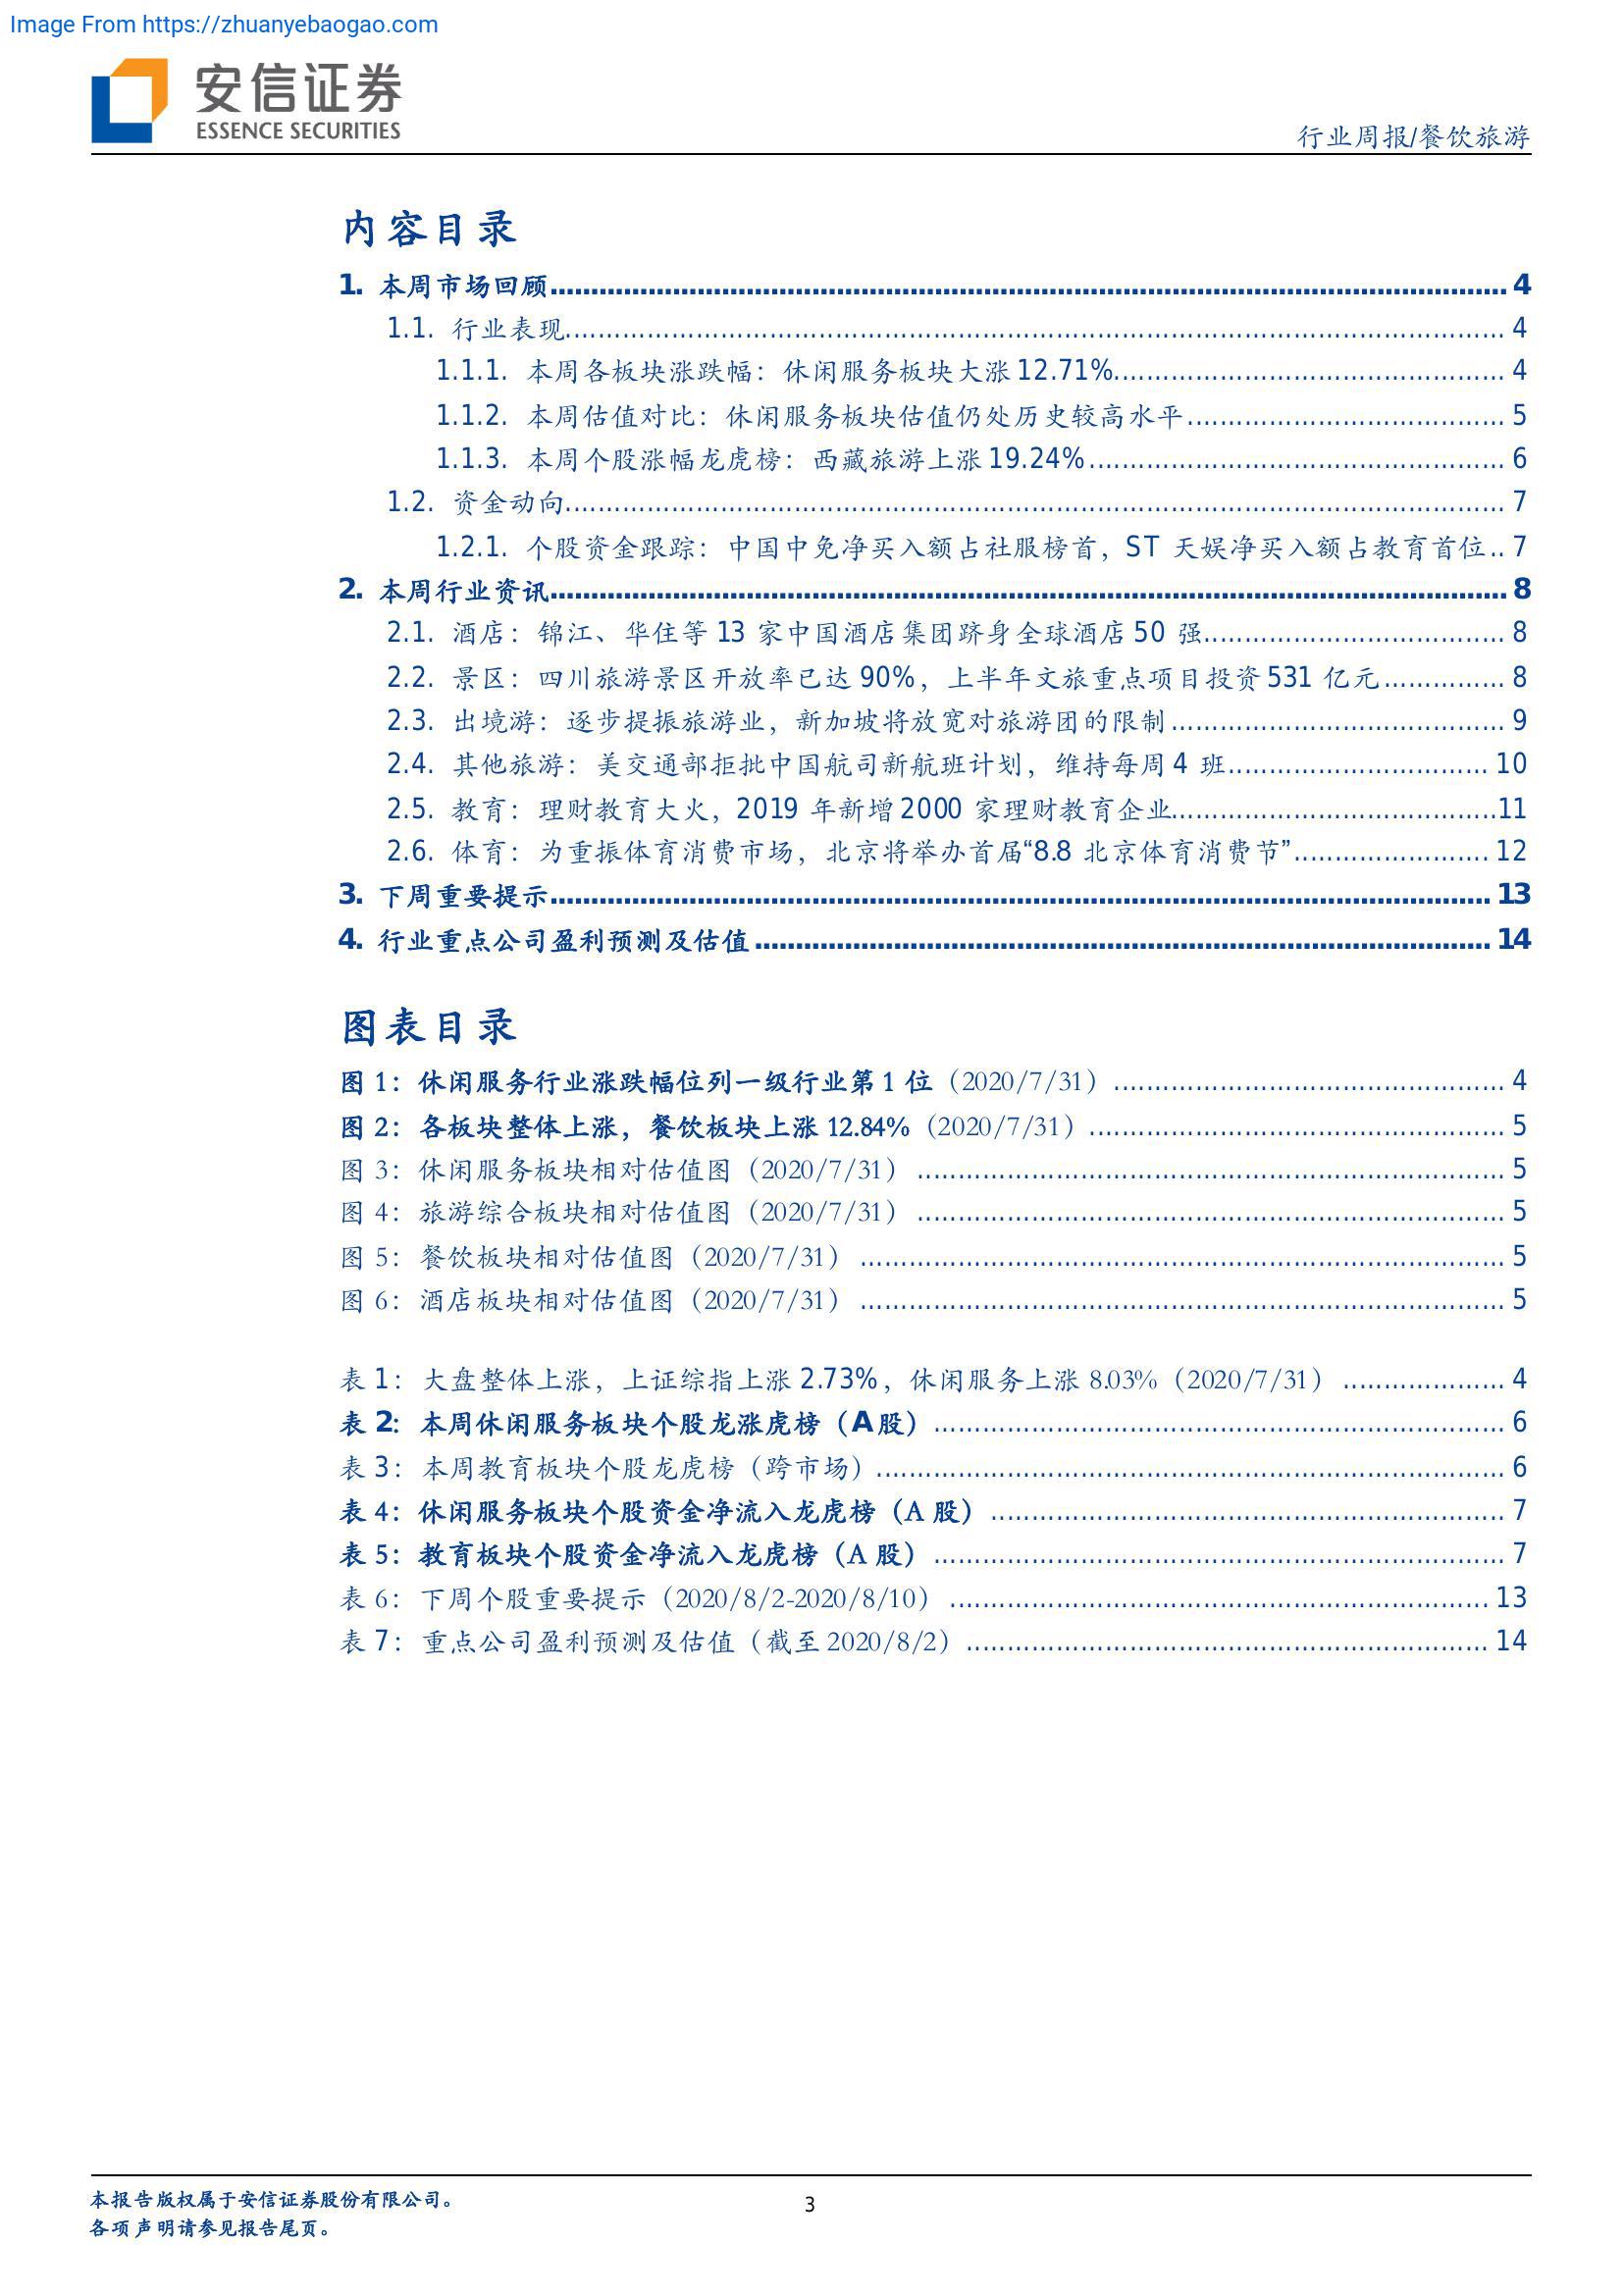 Image From https://zhuanyebaogao.com
安信证券
ESSENCE SECURITIES
行业周报/餐饮旅游
内容目录
1. 本周市场回顾 4
1.1. 行业表现 4
1.1.1. 本周各板块涨跌幅：休闲服务板块大涨 12.71% 4
1.1.2. 本周估值对比：休闲服务板块估值仍处历史较高水平 5
1.1.3. 本周个股涨幅龙虎榜：西藏旅游上涨 19.24% 6
1.2. 资金动向 7
1.2.1. 个股资金跟踪：中国中免净买入额占社服榜首，ST 天娱净买入额占教育首位 7
2. 本周行业资讯 8
2.1. 酒店：锦江、华住等 13 家中国酒店集团跻身全球酒店 50 强 8
2.2. 景区：四川旅游景区开放率已达 90%，上半年文旅重点项目投资 531 亿元 8
2.3. 出境游：逐步提振旅游业，新加坡将放宽对旅游团的限制 9
2.4. 其他旅游：美交通部拒批中国航司新航班计划，维持每周 4 班 10
2.5. 教育：理财教育大火，2019 年新增 2000 家理财教育企业 11
2.6. 体育：为重振体育消费市场，北京将举办首届“8.8 北京体育消费节” 12
3. 下周重要提示 13
4. 行业重点公司盈利预测及估值 14
图表目录
图 1：休闲服务行业涨跌幅位列一级行业第 1 位（2020/7/31） 4
图 2：各板块整体上涨，餐饮板块上涨 12.84%（2020/7/31） 5
图 3：休闲服务板块相对估值图（2020/7/31） 5
图 4：旅游综合板块相对估值图（2020/7/31） 5
图 5：餐饮板块相对估值图（2020/7/31） 5
图 6：酒店板块相对估值图（2020/7/31） 5
表 1：大盘整体上涨，上证综指上涨 2.73%，休闲服务上涨 8.03%（2020/7/31） 4
表 2：本周休闲服务板块个股龙涨虎榜（A 股） 6
表 3：本周教育板块个股龙虎榜（跨市场） 6
表 4：休闲服务板块个股资金净流入龙虎榜（A 股） 7
表 5：教育板块个股资金净流入龙虎榜（A 股） 7
表 6：下周个股重要提示（2020/8/2-2020/8/10） 13
表 7：重点公司盈利预测及估值（截至 2020/8/2） 14
本报告版权属于安信证券股份有限公司。
3
各项声明请参见报告尾页。